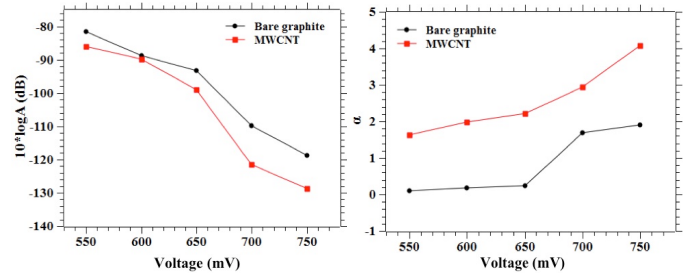 -80
-90
-100
-110
-120
-130
-140
10*logA (dB)
Bare graphite
MWCNT
550 600 650 700 750
Voltage (mV)
5
4
3
2
1
0
-1
α
Bare graphite
MWCNT
550 600 650 700 750
Voltage (mV)